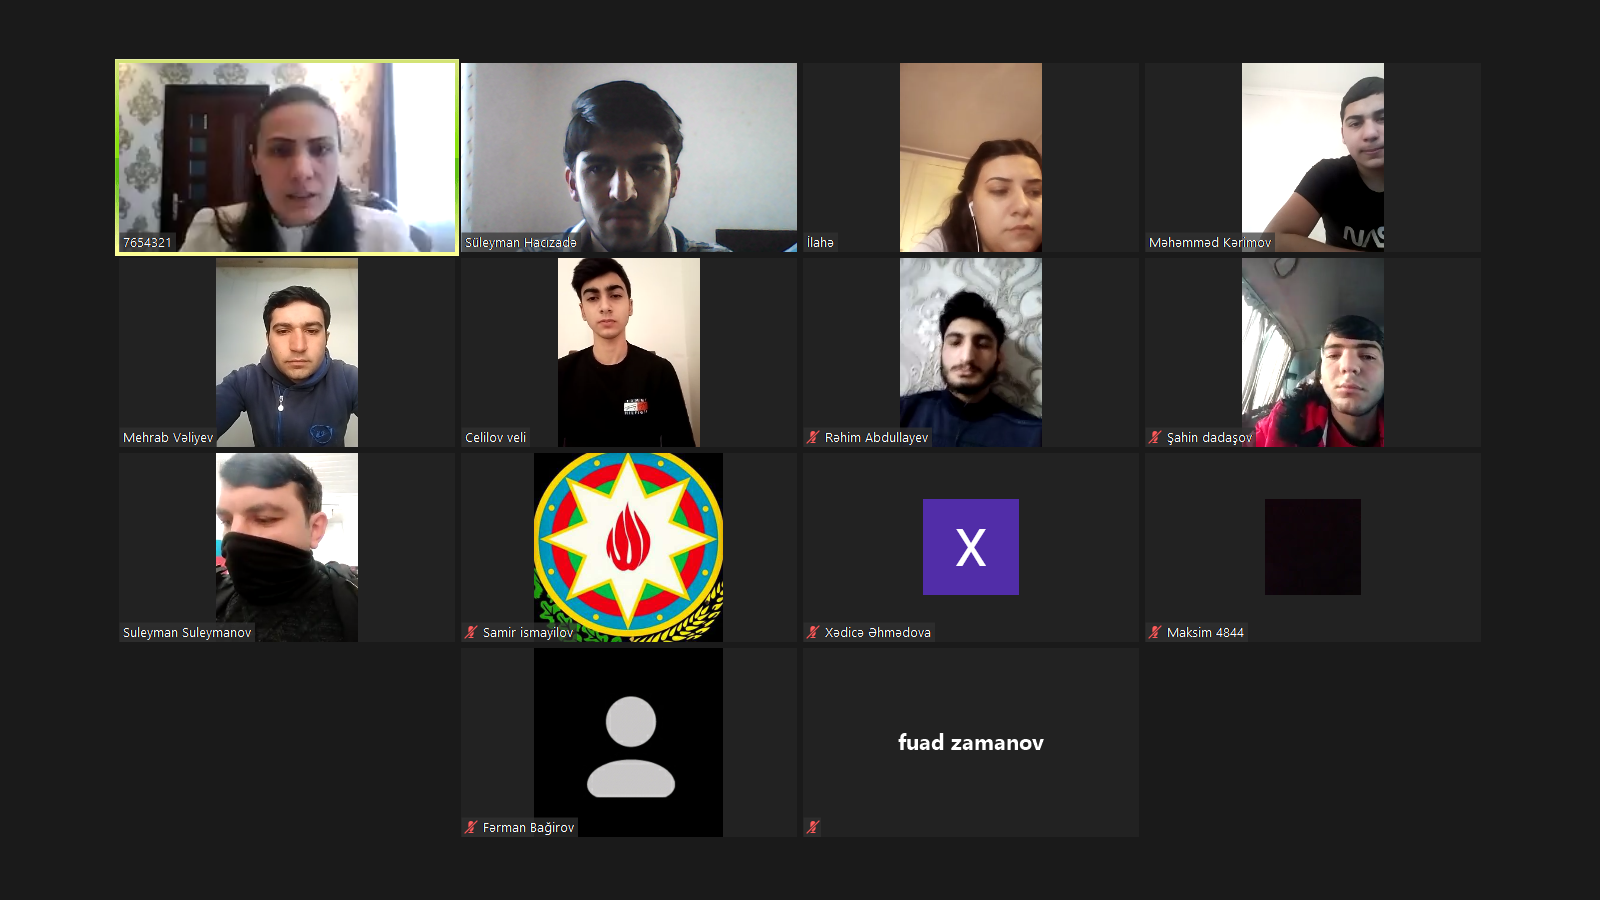 7654321
Süleyman Hacızadə
İlahə
Məhəmməd Kərimov
NAS
Mehrab Vəliyev
Celilov veli
Rəhim Abdullayev
Şahin dadaşov
Suleyman Suleymanov
Samir ismayilov
X
Xədicə Əhmədova
Maksim 4844
Fərman Bağirov
fuad zamanov